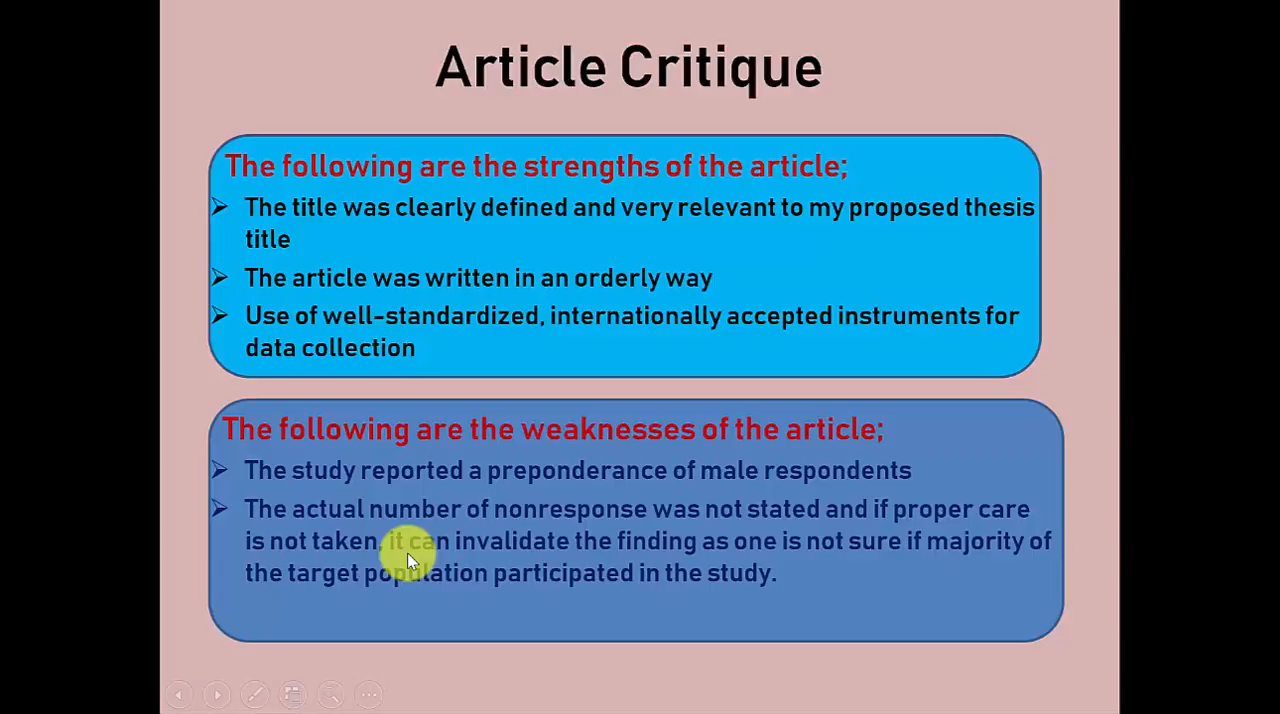 Article Critique
The following are the strengths of the article;
➢ The title was clearly defined and very relevant to my proposed thesis
title
➢ The article was written in an orderly way
➢ Use of well-standardized, internationally accepted instruments for
data collection
The following are the weaknesses of the article;
➢ The study reported a preponderance of male respondents
➢ The actual number of nonresponse was not stated and if proper care
is not taken, it can invalidate the finding as one is not sure if majority of
the target population participated in the study.